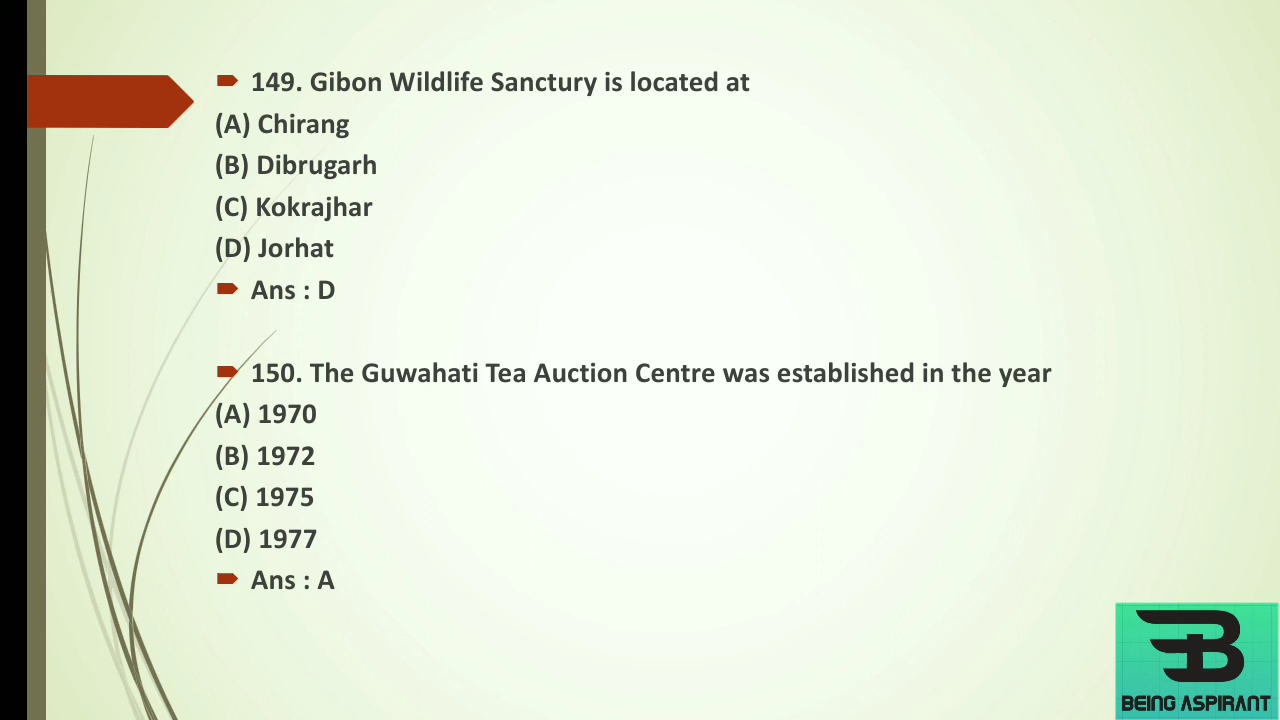 149. Gibon Wildlife Sanctury is located at
(A) Chirang
(B) Dibrugarh
(C) Kokrajhar
(D) Jorhat
Ans : D
150. The Guwahati Tea Auction Centre was established in the year
(A) 1970
(B) 1972
(C) 1975
(D) 1977
Ans : A
BEING ASPIRANT